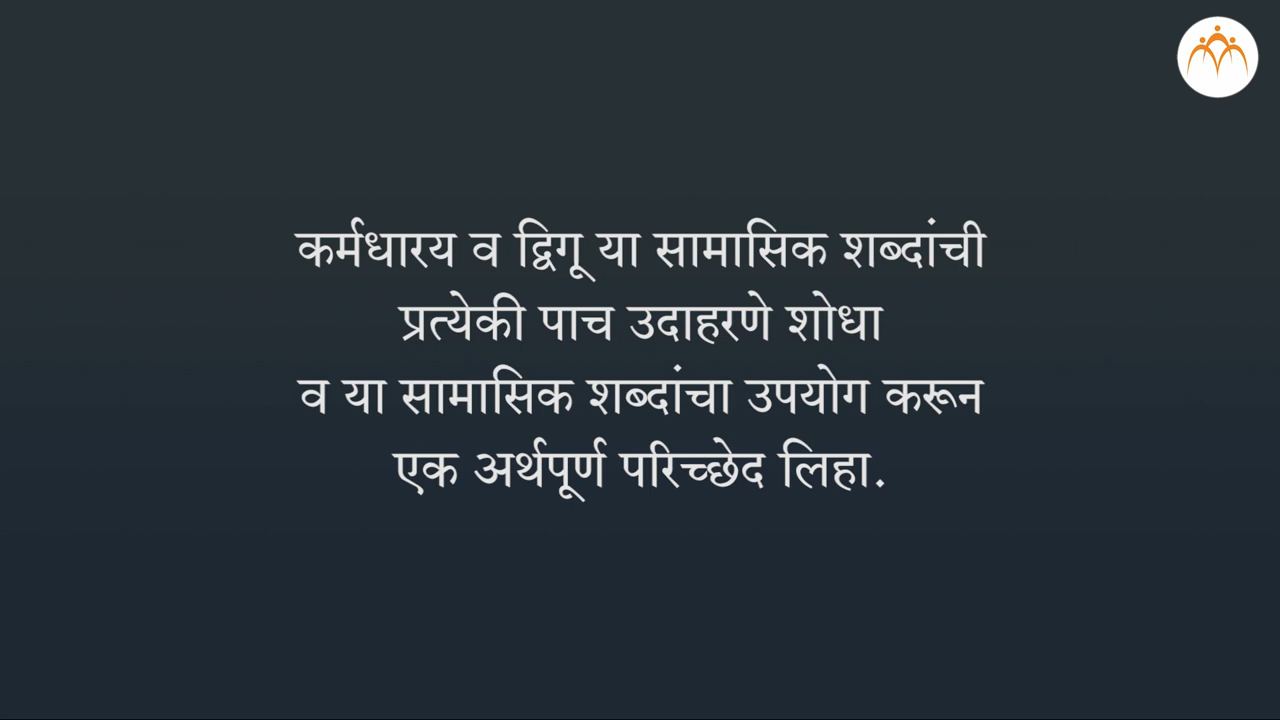 कर्मधारय व द्विगू या सामासिक शब्दांची
प्रत्येकी पाच उदाहरणे शोधा
व या सामासिक शब्दांचा उपयोग करून
एक अर्थपूर्ण परिच्छेद लिहा.